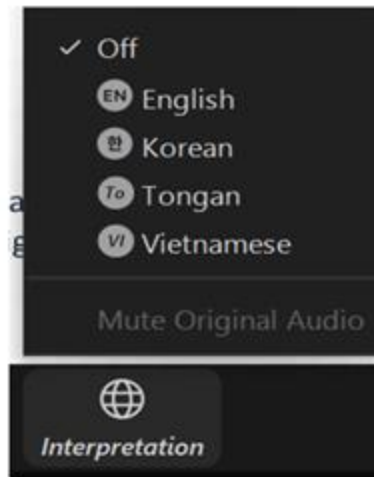 Off
EN English
한 Korean
To Tongan
VI Vietnamese
a
g
Mute Original Audio
Interpretation